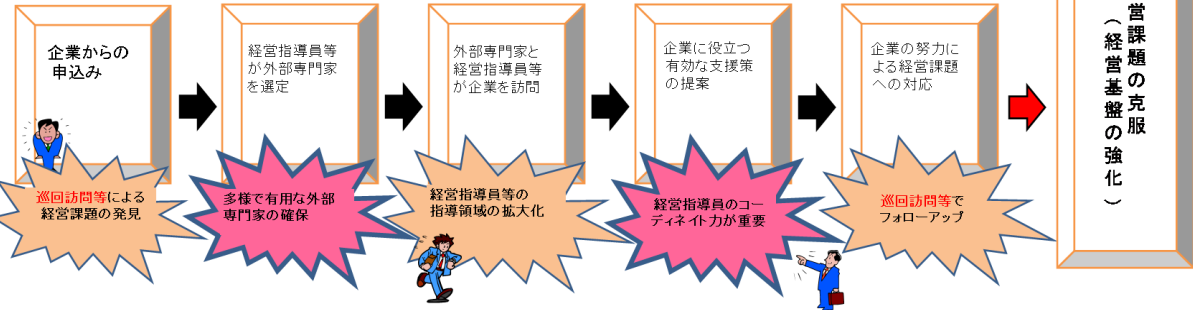 企業からの
申込み
経営指導員等
が外部専門家
を選定
外部専門家と
経営指導員等
が企業を訪問
企業に役立つ
有効な支援策
の提案
企業の努力に
よる経営課題
への対応
営課題の克服
（経営基盤の強化）
巡回訪問等による
経営課題の発見
多様で有用な外部
専門家の確保
経営指導員等の
指導領域の拡大化
経営指導員のコー
ディネイト力が重要
巡回訪問等で
フォローアップ